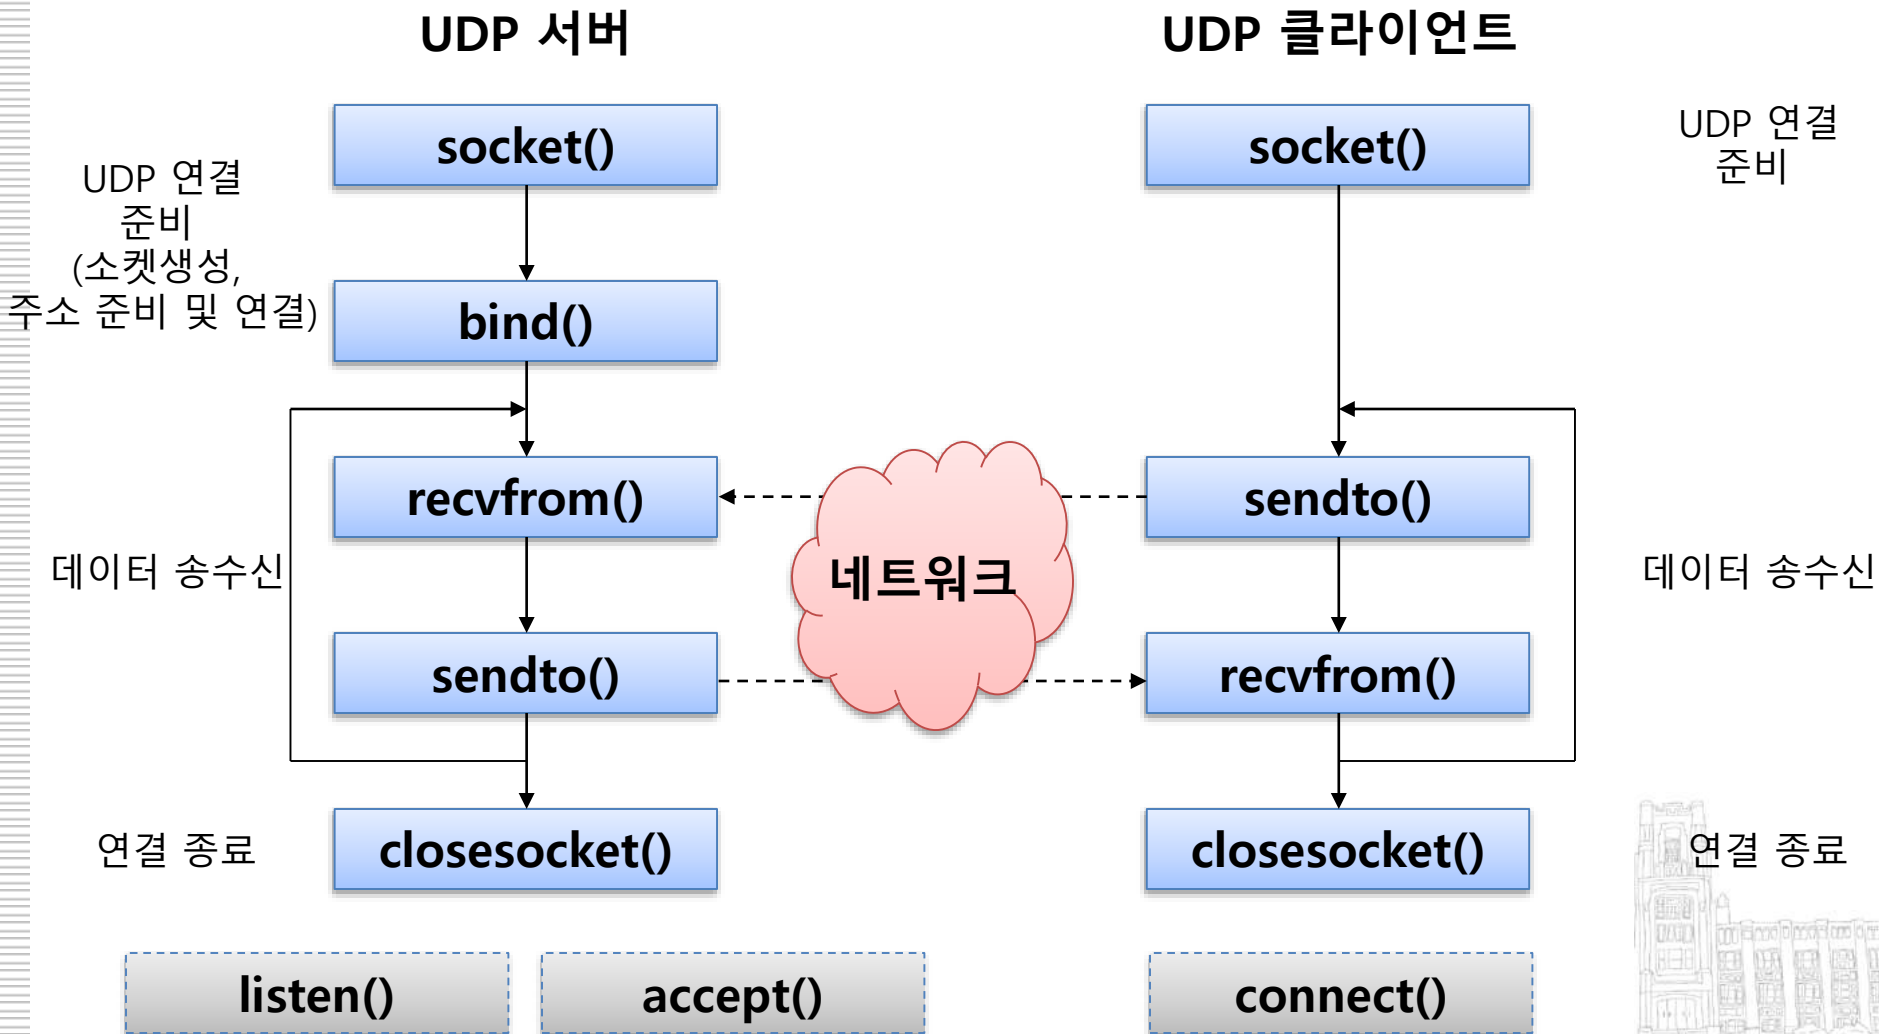 UDP 서버
UDP 클라이언트
socket()
socket()
UDP 연결
준비
UDP 연결
준비
(소켓생성,
주소 준비 및 연결)
bind()
recvfrom()
sendto()
네트워크
데이터 송수신
데이터 송수신
sendto()
recvfrom()
연결 종료
closesocket()
closesocket()
연결 종료
listen()
accept()
connect()